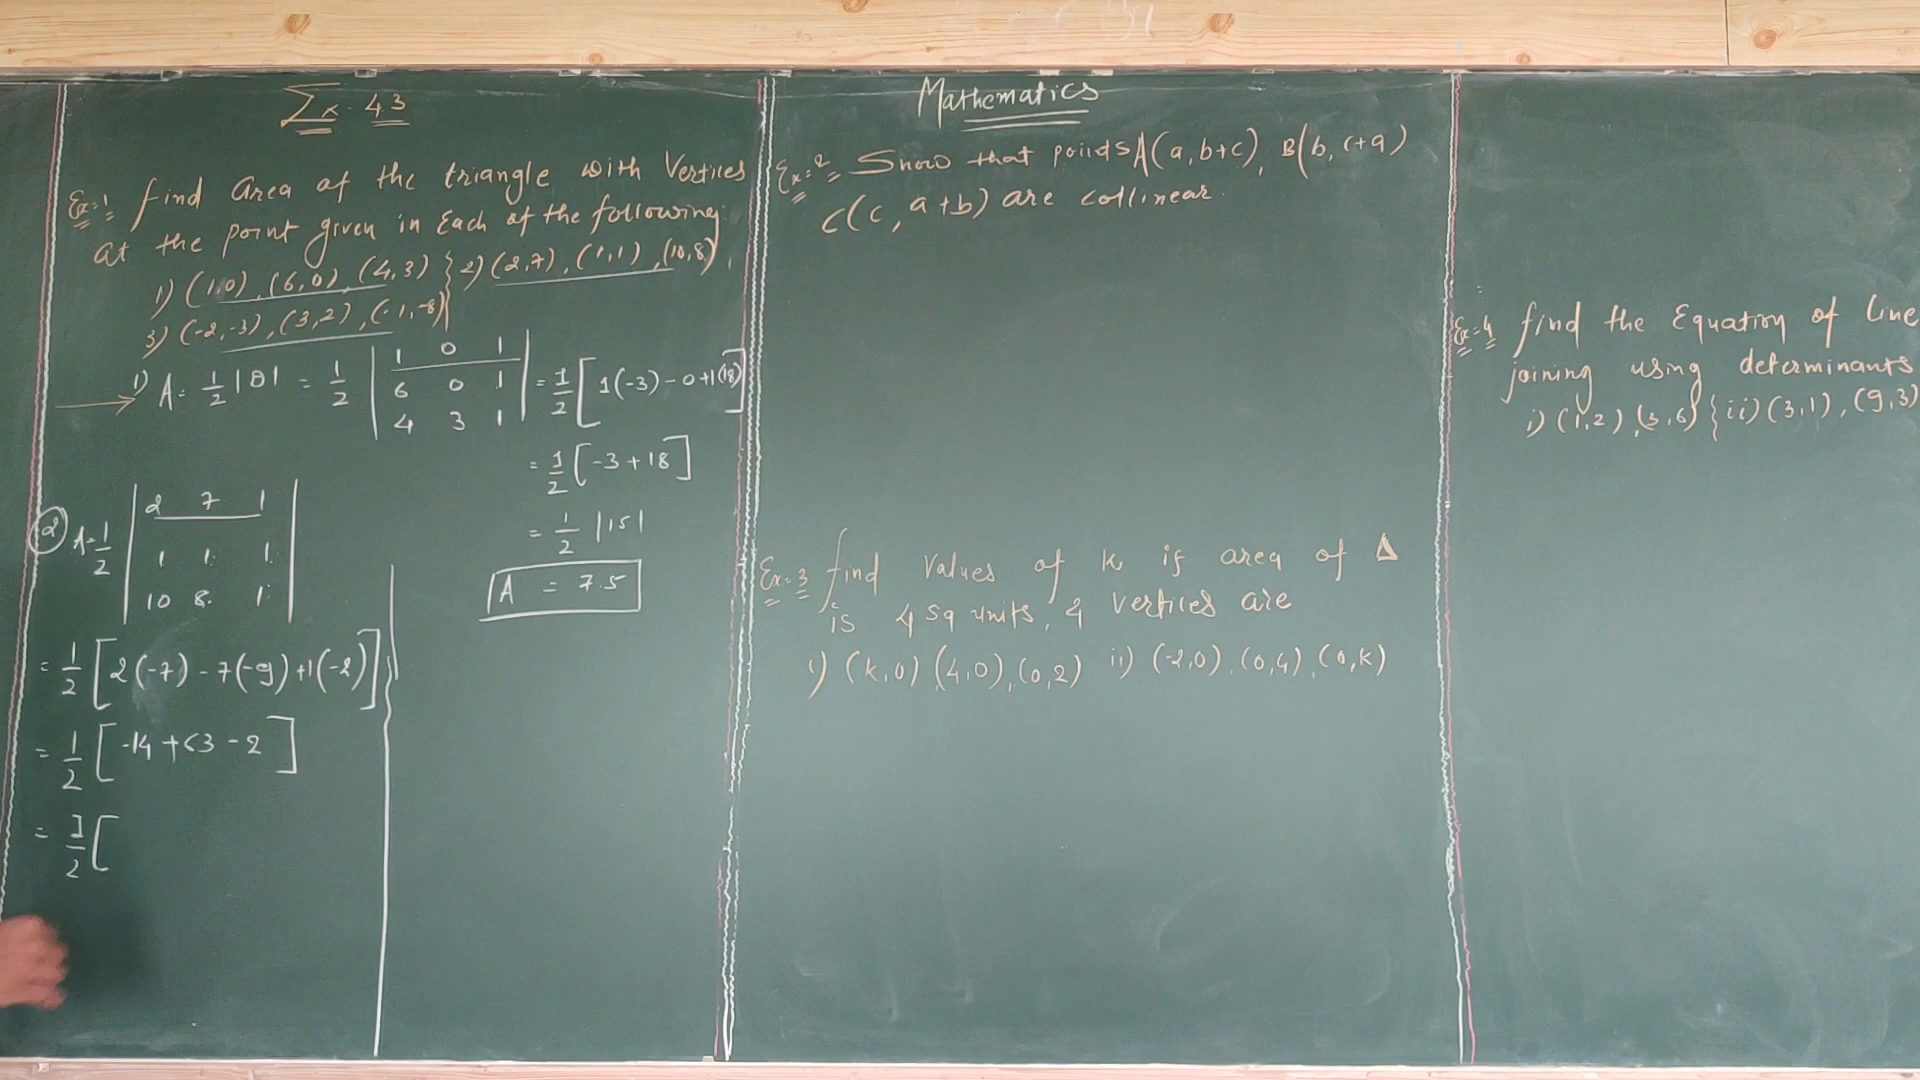 Ex. 43
Mathematics
Ex:1 find area of the triangle with Vertices
at the point given in Each of the following
1) (1,0), (6,0), (4,3) } 2) (2,7), (1,1), (10,8)
3) (-2,-3), (3,2), (-1,-8)
1) A = 1/2 |D| = 1/2 | 1 0 1 | = 1/2 [ 1(-3) - 0 + 1(18) ]
6 0 1
4 3 1
= 1/2 [ -3 + 18 ]
= 1/2 |15|
A = 7.5
2) A = 1/2 | 2 7 1 |
1 1 1
10 8 1
= 1/2 [ 2(-7) - 7(-9) + 1(-2) ]
= 1/2 [ -14 + 63 - 2 ]
= 1/2 [
Ex:2 Show that points A(a, b+c), B(b, c+a)
C(c, a+b) are collinear.
Ex:3 find values of k if area of Δ
is 4 sq units, & vertices are
i) (k,0) (4,0), (0,2) ii) (-2,0), (0,4), (0,k)
Ex:4 find the Equation of Line
joining using determinants
i) (1,2), (3,6) { ii) (3,1), (9,3)